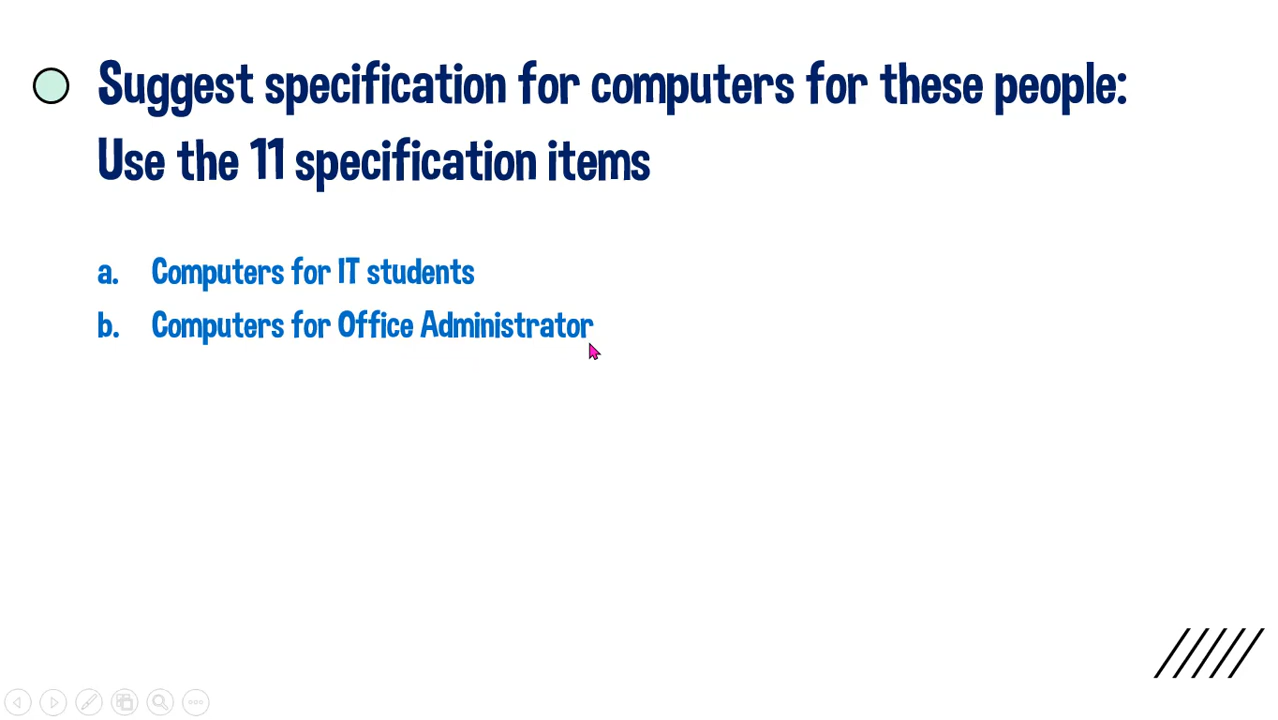 Suggest specification for computers for these people:
Use the 11 specification items
a. Computers for IT students
b. Computers for Office Administrator